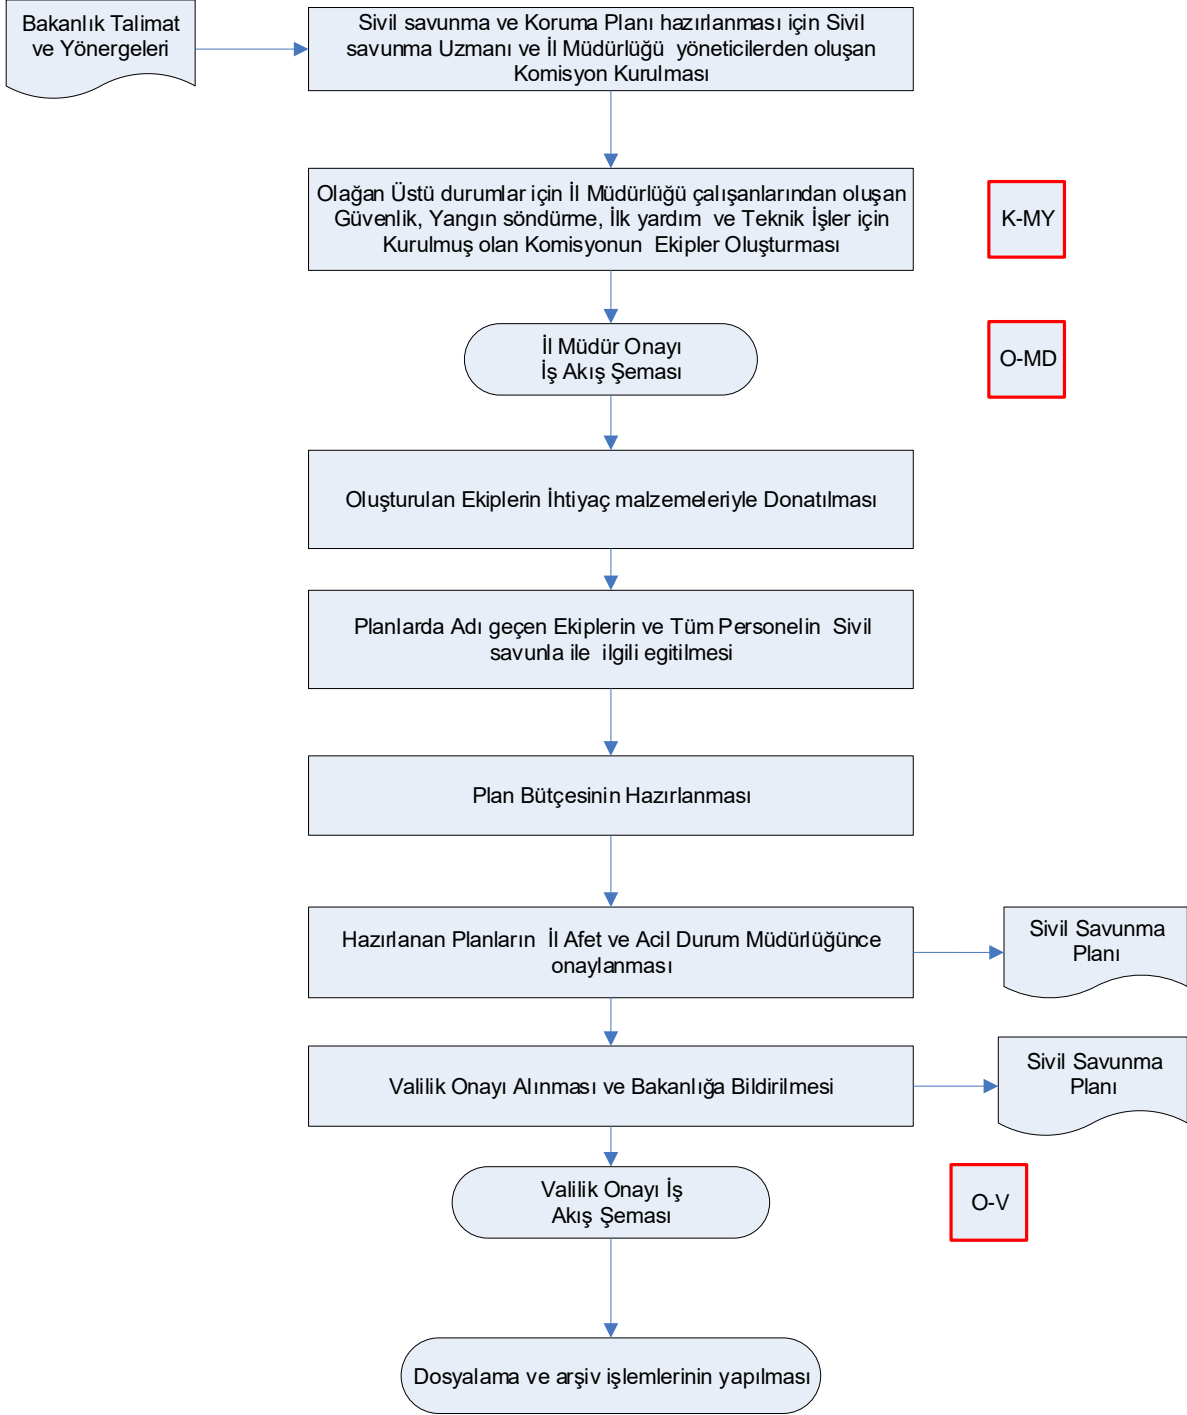 Bakanlık Talimat
ve Yönergeleri
Sivil savunma ve Koruma Planı hazırlanması için Sivil
savunma Uzmanı ve İl Müdürlüğü yöneticilerden oluşan
Komisyon Kurulması
Olağan Üstü durumlar için İl Müdürlüğü çalışanlarından oluşan
Güvenlik, Yangın söndürme, İlk yardım ve Teknik İşler için
Kurulmuş olan Komisyonun Ekipler Oluşturması
K-MY
İl Müdür Onayı
İş Akış Şeması
O-MD
Oluşturulan Ekiplerin İhtiyaç malzemeleriyle Donatılması
Planlarda Adı geçen Ekiplerin ve Tüm Personelin Sivil
savunla ile ilgili egitilmesi
Plan Bütçesinin Hazırlanması
Hazırlanan Planların İl Afet ve Acil Durum Müdürlüğünce
onaylanması
Sivil Savunma
Planı
Valilik Onayı Alınması ve Bakanlığa Bildirilmesi
Sivil Savunma
Planı
Valilik Onayı İş
Akış Şeması
O-V
Dosyalama ve arşiv işlemlerinin yapılması